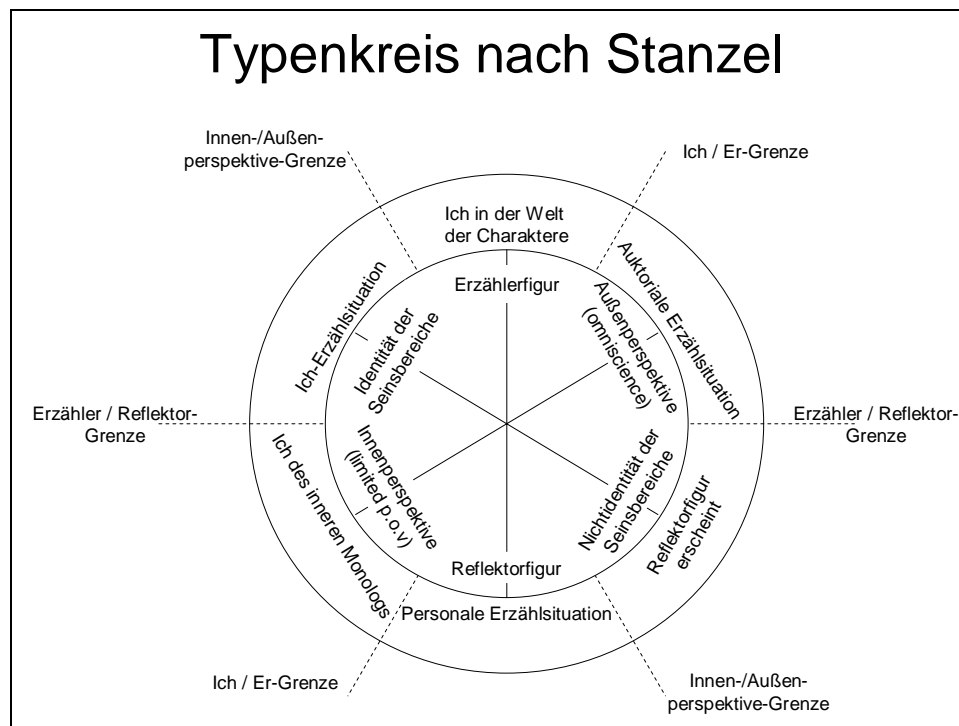 Typenkreis nach Stanzel
Innen-/Außen-
perspektive-Grenze
Ich / Er-Grenze
Ich in der Welt
der Charaktere
Erzählerfigur
Ich-Erzählsituation
Identität der
Seinsbereiche
Außenperspektive
(omniscience)
Auktoriale Erzählsituation
Erzähler / Reflektor-
Grenze
Erzähler / Reflektor-
Grenze
Ich des inneren Monologs
Innenperspektive
(limited p.o.v)
Nichtidentität der
Seinsbereiche
Reflektorfigur
erscheint
Reflektorfigur
Personale Erzählsituation
Ich / Er-Grenze
Innen-/Außen-
perspektive-Grenze